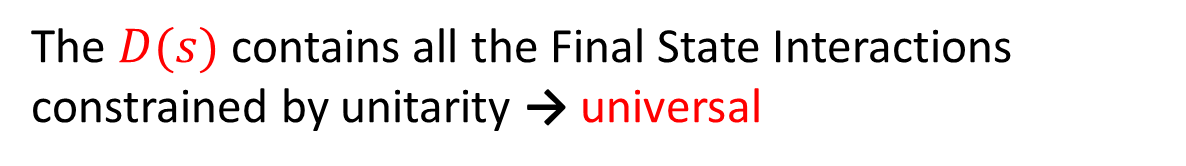 The D(s) contains all the Final State Interactions
constrained by unitarity → universal